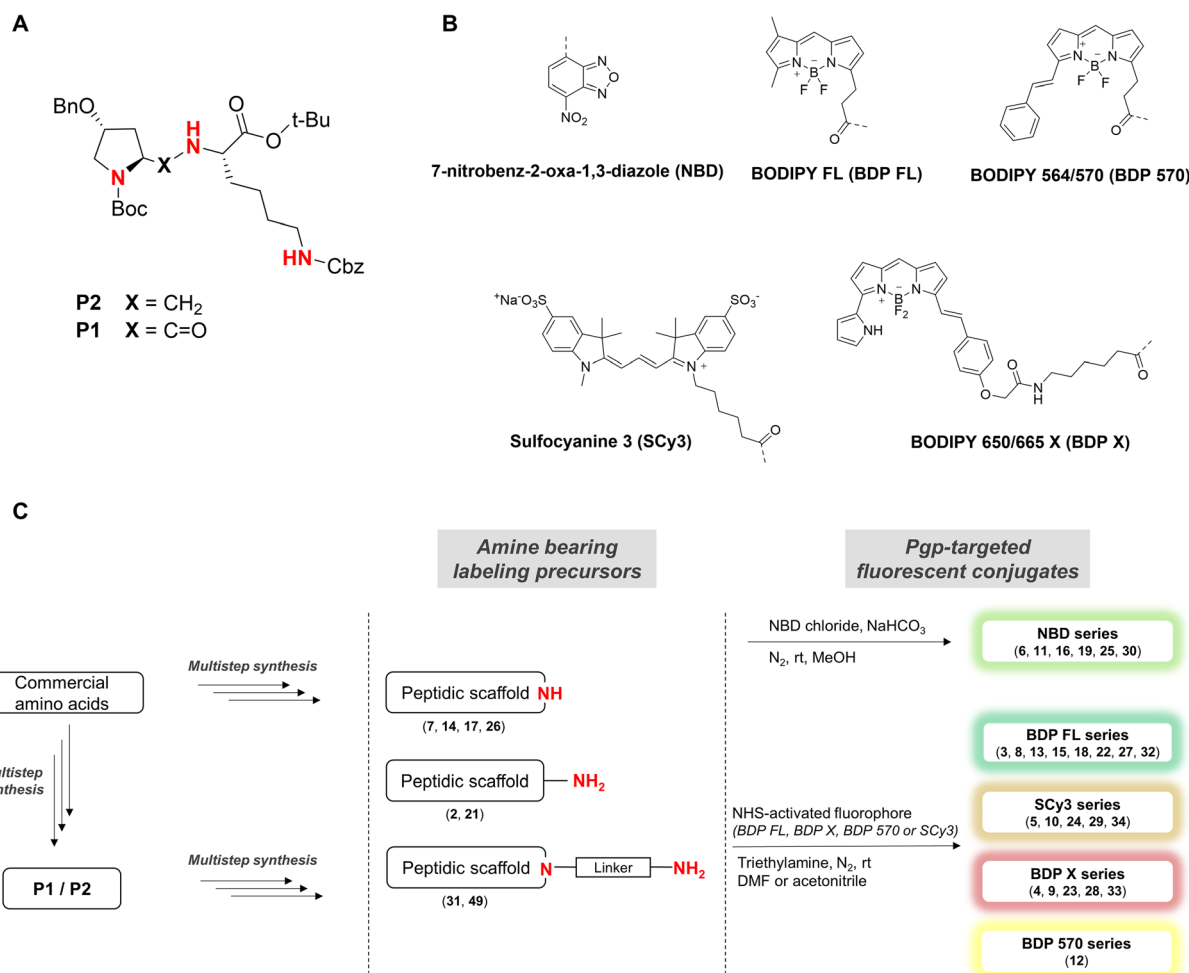 A
BnO
H
N
O
O
t-Bu
X
N
Boc
HN
Cbz
P2 X = CH₂
P1 X = C=O
B
N
O
N
NO₂
7-nitrobenz-2-oxa-1,3-diazole (NBD)
N
+
B
-
N
F
F
O
BODIPY FL (BDP FL)
N
+
B
-
N
F
F
O
BODIPY 564/570 (BDP 570)
⁺Na⁻O₃S
SO₃⁻
N
N
+
O
Sulfocyanine 3 (SCy3)
N
+
B
-
N
F₂
NH
O
O
N
H
O
BODIPY 650/665 X (BDP X)
C
Amine bearing
labeling precursors
Pgp-targeted
fluorescent conjugates
Commercial
amino acids
Multistep synthesis
P1 / P2
Multistep synthesis
Peptidic scaffold NH
(7, 14, 17, 26)
Peptidic scaffold NH₂
(2, 21)
Peptidic scaffold N Linker NH₂
(31, 49)
NBD chloride, NaHCO₃
N₂, rt, MeOH
NHS-activated fluorophore
(BDP FL, BDP X, BDP 570 or SCy3)
Triethylamine, N₂, rt
DMF or acetonitrile
NBD series
(6, 11, 16, 19, 25, 30)
BDP FL series
(3, 8, 13, 15, 18, 22, 27, 32)
SCy3 series
(5, 10, 24, 29, 34)
BDP X series
(4, 9, 23, 28, 33)
BDP 570 series
(12)